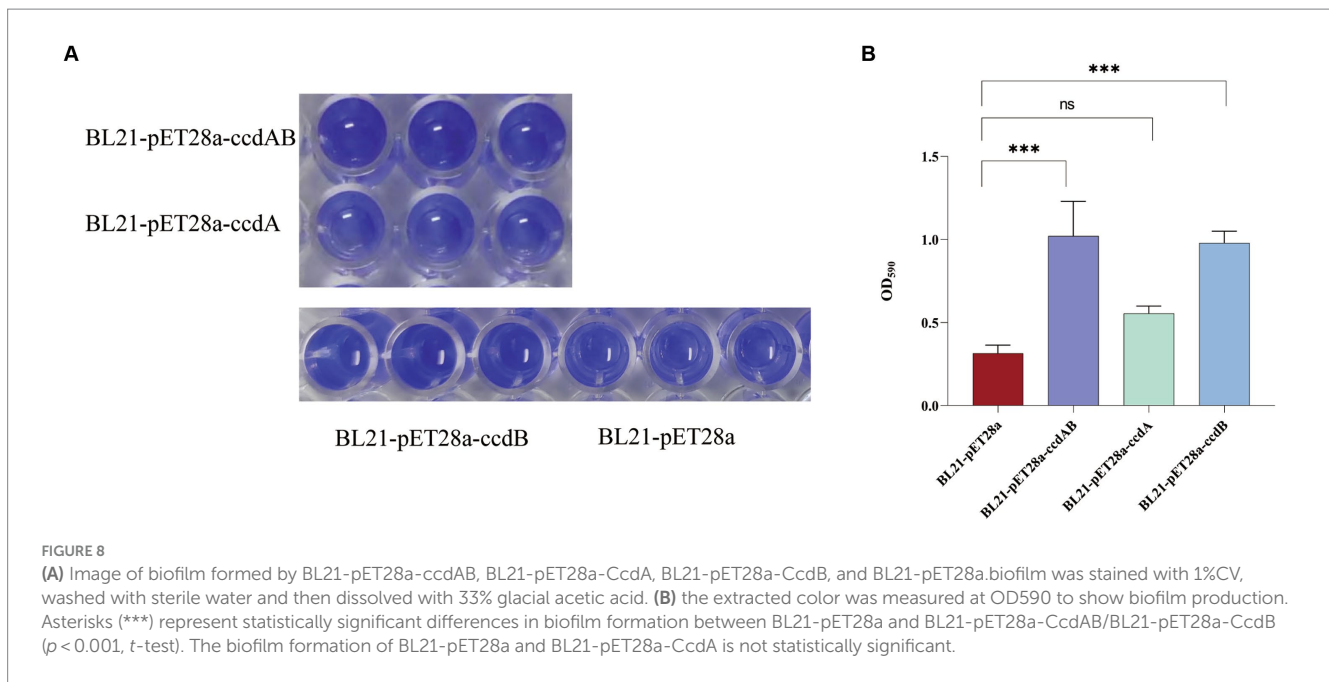 A
BL21-pET28a-ccdAB
BL21-pET28a-ccdA
BL21-pET28a-ccdB
BL21-pET28a
B
***
ns
***
1.5
1.0
0.5
0.0
OD590
BL21-pET28a
BL21-pET28a-ccdAB
BL21-pET28a-ccdA
BL21-pET28a-ccdB
FIGURE 8
(A) Image of biofilm formed by BL21-pET28a-ccdAB, BL21-pET28a-CcdA, BL21-pET28a-CcdB, and BL21-pET28a.biofilm was stained with 1%CV,
washed with sterile water and then dissolved with 33% glacial acetic acid. (B) the extracted color was measured at OD590 to show biofilm production.
Asterisks (***) represent statistically significant differences in biofilm formation between BL21-pET28a and BL21-pET28a-CcdAB/BL21-pET28a-CcdB
(p < 0.001, t-test). The biofilm formation of BL21-pET28a and BL21-pET28a-CcdA is not statistically significant.